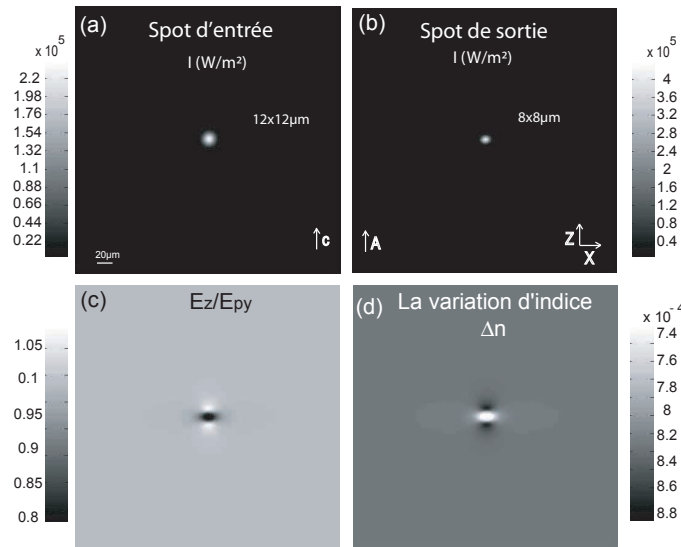 (a) Spot d'entrée
I (W/m²)
12x12µm
c
20µm
x 10⁵
2.2
1.98
1.76
1.54
1.32
1.1
0.88
0.66
0.44
0.22
(b) Spot de sortie
I (W/m²)
8x8µm
A
Z
X
x 10⁵
4
3.6
3.2
2.8
2.4
2
1.6
1.2
0.8
0.4
(c) Ez/Epy
1.05
0.1
0.95
0.9
0.85
0.8
(d) La variation d'indice
Δn
x 10⁻⁴
7.4
7.6
7.8
8
8.2
8.4
8.6
8.8